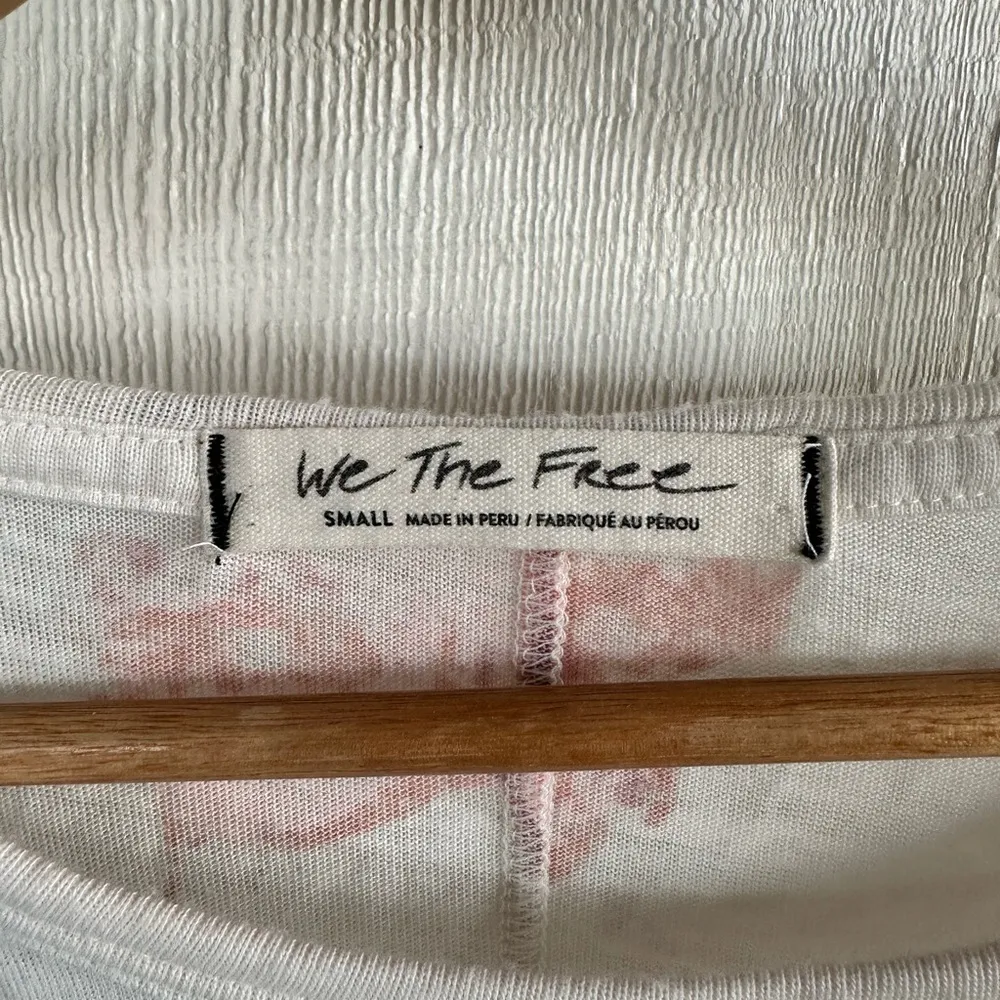 We The Free
SMALL MADE IN PERU / FABRIQUÉ AU PÉROU